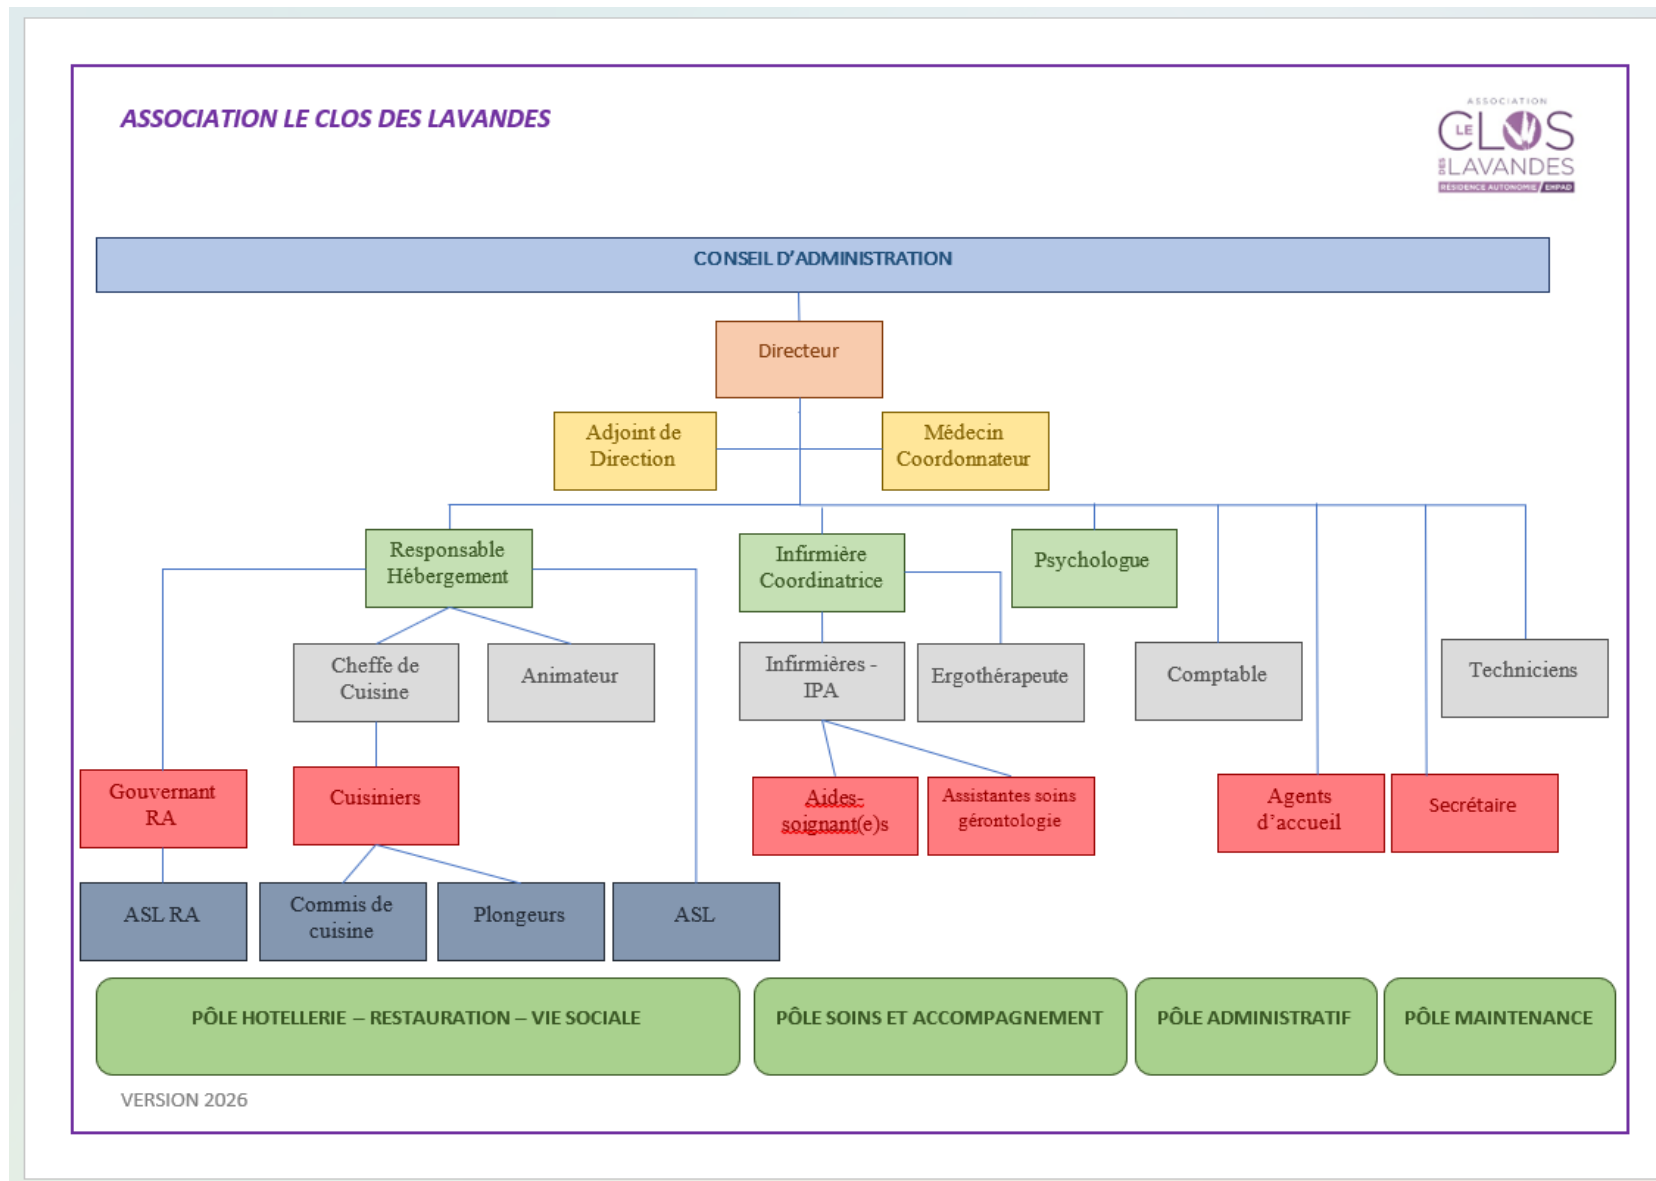 ASSOCIATION LE CLOS DES LAVANDES
ASSOCIATION
LE CLOS
DES LAVANDES
RÉSIDENCE AUTONOMIE / EHPAD
CONSEIL D'ADMINISTRATION
Directeur
Adjoint de
Direction
Médecin
Coordonnateur
Responsable
Hébergement
Infirmière
Coordinatrice
Psychologue
Cheffe de
Cuisine
Animateur
Infirmières -
IPA
Ergothérapeute
Comptable
Techniciens
Gouvernant
RA
Cuisiniers
Aides-
soignant(e)s
Assistantes soins
gérontologie
Agents
d'accueil
Secrétaire
ASL RA
Commis de
cuisine
Plongeurs
ASL
PÔLE HOTELLERIE – RESTAURATION – VIE SOCIALE
PÔLE SOINS ET ACCOMPAGNEMENT
PÔLE ADMINISTRATIF
PÔLE MAINTENANCE
VERSION 2026